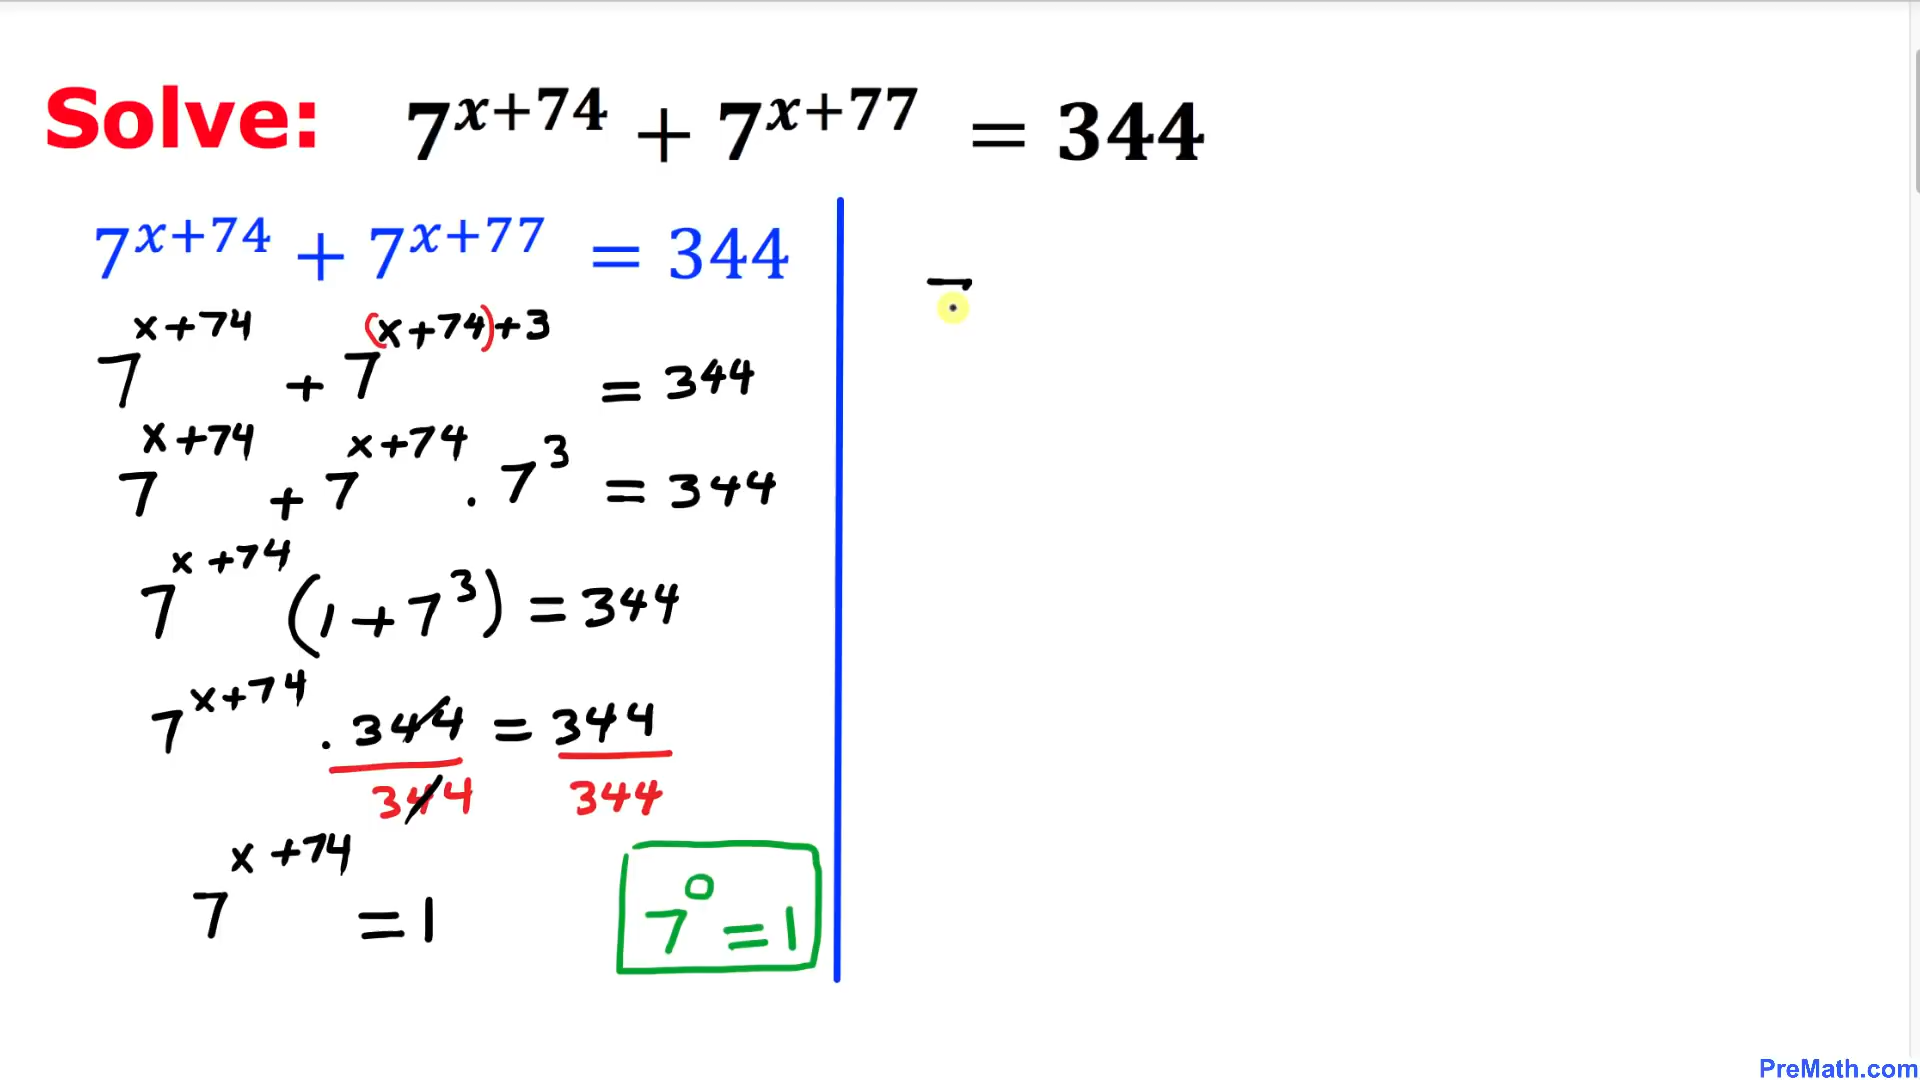 Solve: 7^{x+74} + 7^{x+77} = 344
7^{x+74} + 7^{x+77} = 344
7^{x+74} + 7^{(x+74)+3} = 344
7^{x+74} + 7^{x+74} . 7^3 = 344
7^{x+74} (1 + 7^3) = 344
7^{x+74} . 344 = 344
344 344
7^{x+74} = 1
7^0 = 1
PreMath.com